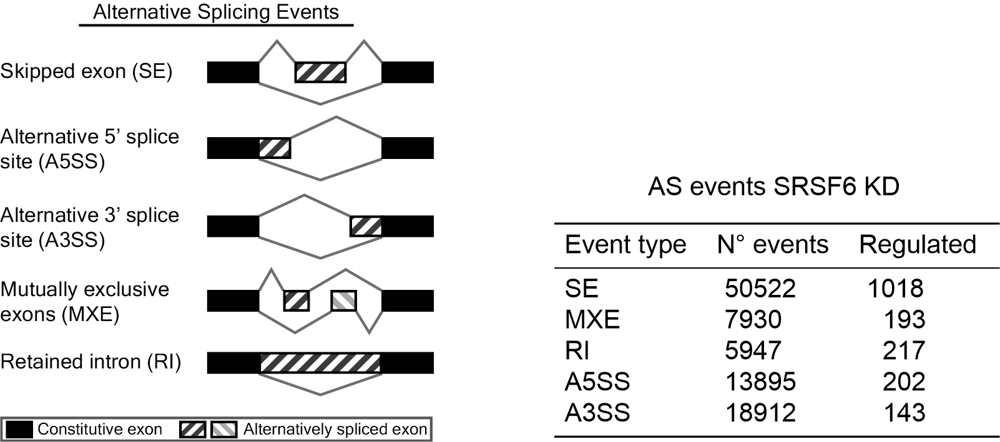 Alternative Splicing Events
Skipped exon (SE)
Alternative 5’ splice
site (A5SS)
Alternative 3’ splice
site (A3SS)
Mutually exclusive
exons (MXE)
Retained intron (RI)
Constitutive exon
Alternatively spliced exon
AS events SRSF6 KD
Event type N° events Regulated
SE 50522 1018
MXE 7930 193
RI 5947 217
A5SS 13895 202
A3SS 18912 143